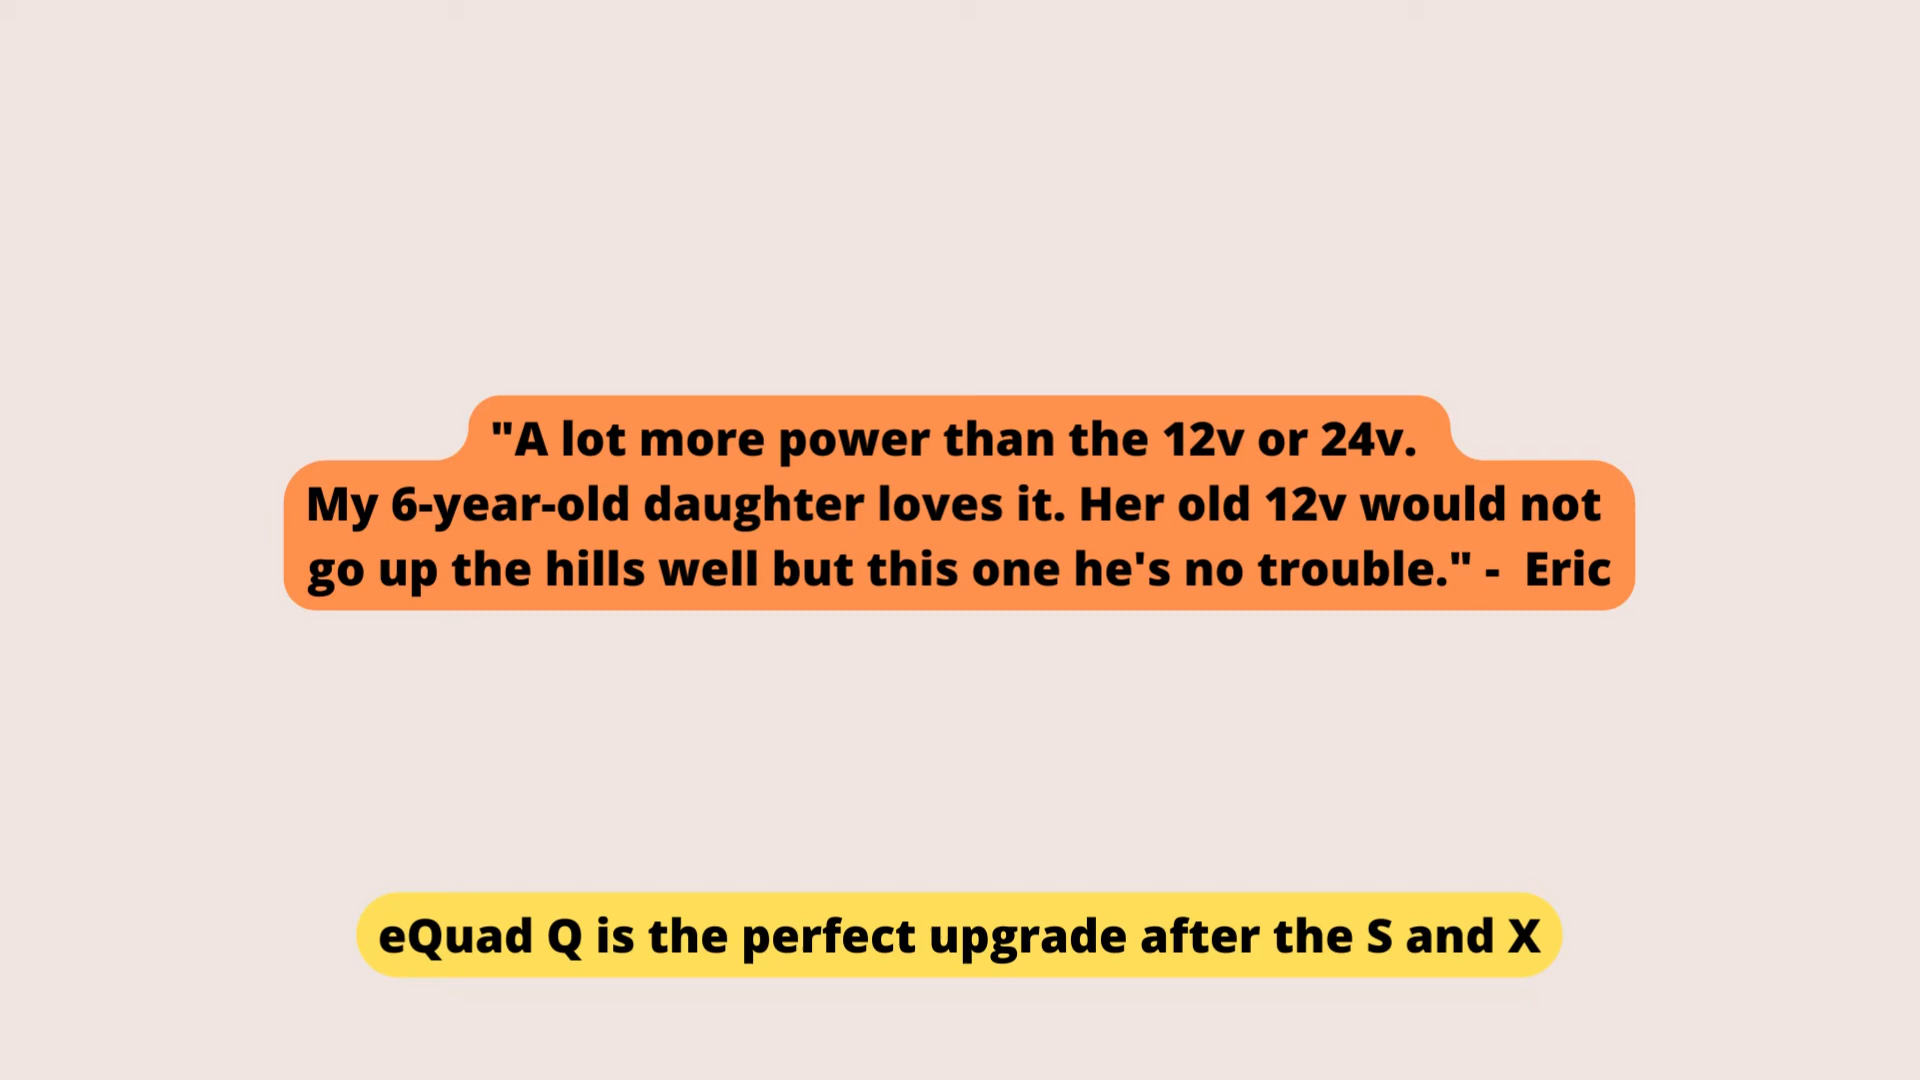 "A lot more power than the 12v or 24v.
My 6-year-old daughter loves it. Her old 12v would not
go up the hills well but this one he's no trouble." -  Eric
eQuad Q is the perfect upgrade after the S and X